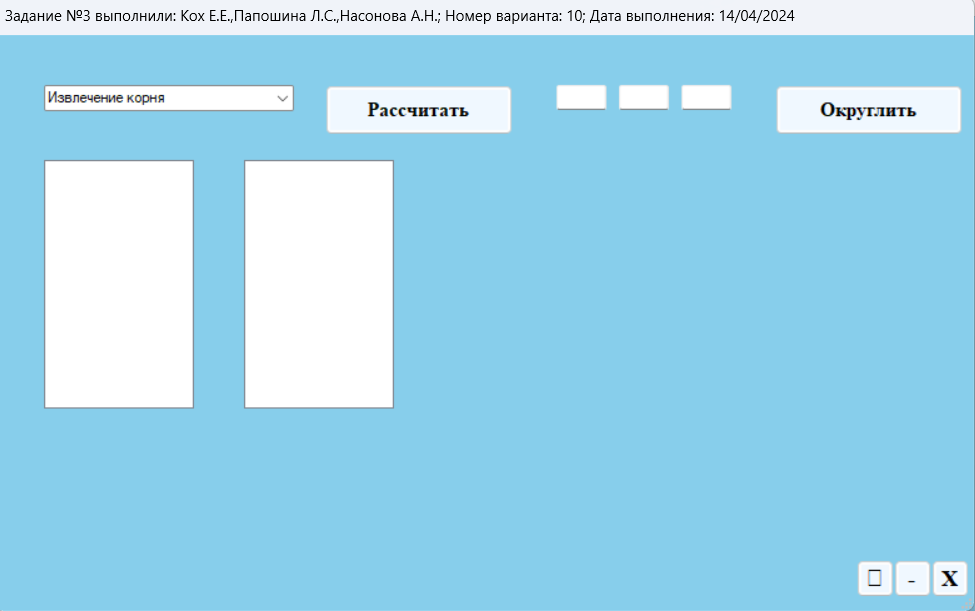 Задание №3 выполнили: Кох Е.Е.,Папошина Л.С.,Насонова А.Н.; Номер варианта: 10; Дата выполнения: 14/04/2024
Извлечение корня
Рассчитать
Округлить
- X